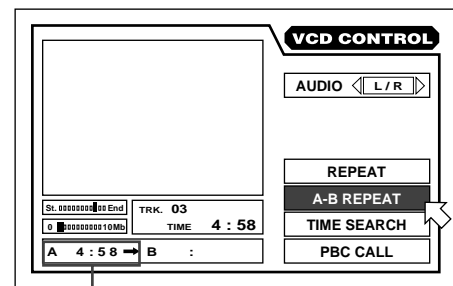 VCD CONTROL
AUDIO L / R
REPEAT
A-B REPEAT
TIME SEARCH
PBC CALL
St. End
0 10Mb
TRK. 03
TIME 4 : 58
A 4 : 58 ➡ B :